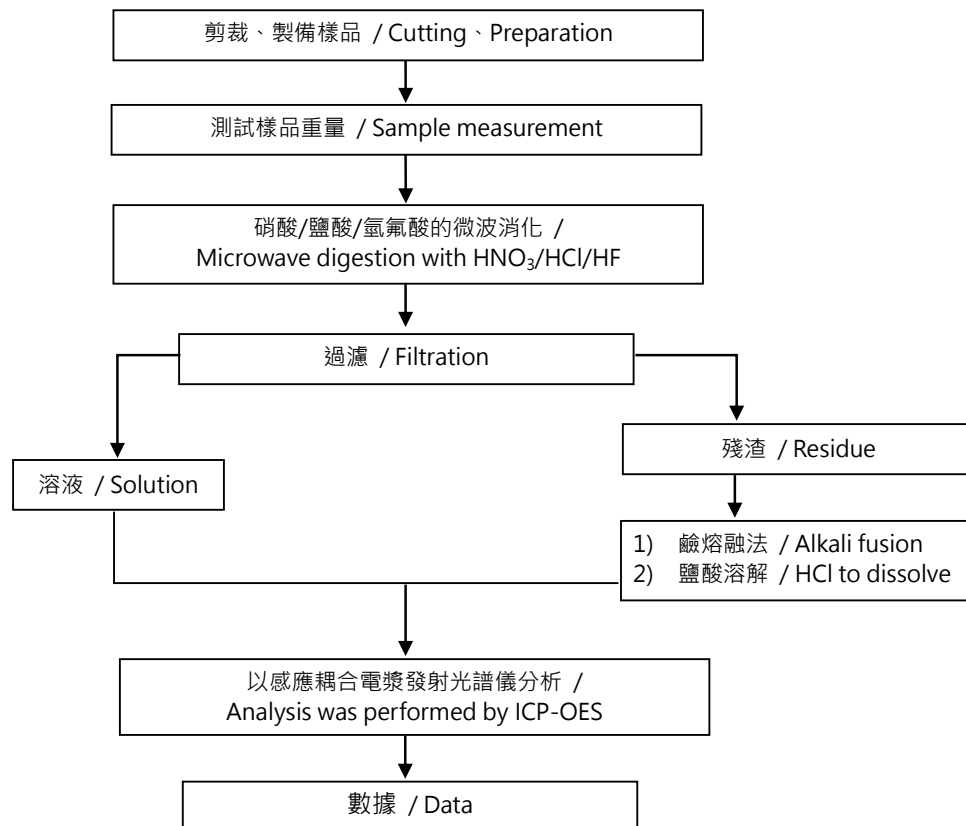 剪裁、製備樣品 / Cutting、Preparation
測試樣品重量 / Sample measurement
硝酸/鹽酸/氫氟酸的微波消化 /
Microwave digestion with HNO₃/HCl/HF
過濾 / Filtration
殘渣 / Residue
溶液 / Solution
1) 鹼熔融法 / Alkali fusion
2) 鹽酸溶解 / HCl to dissolve
以感應耦合電漿發射光譜儀分析 /
Analysis was performed by ICP-OES
數據 / Data